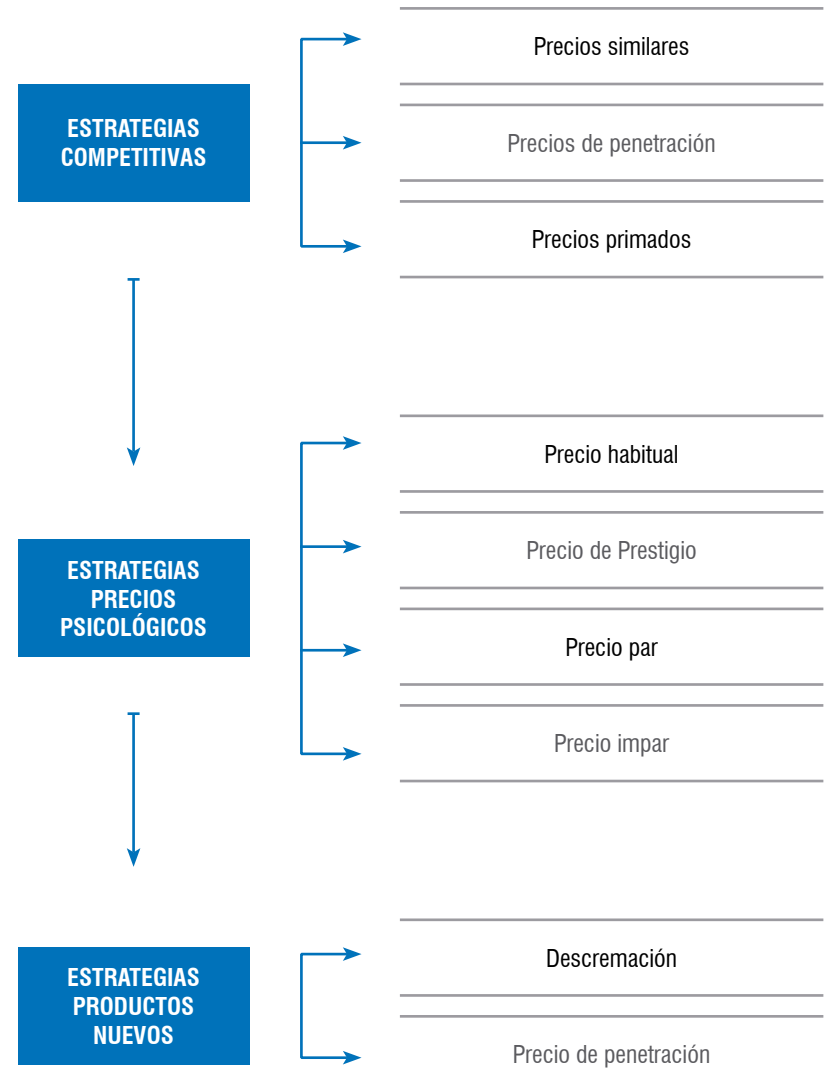 ESTRATEGIAS
COMPETITIVAS
Precios similares
Precios de penetración
Precios primados
ESTRATEGIAS
PRECIOS
PSICOLÓGICOS
Precio habitual
Precio de Prestigio
Precio par
Precio impar
ESTRATEGIAS
PRODUCTOS
NUEVOS
Descremación
Precio de penetración